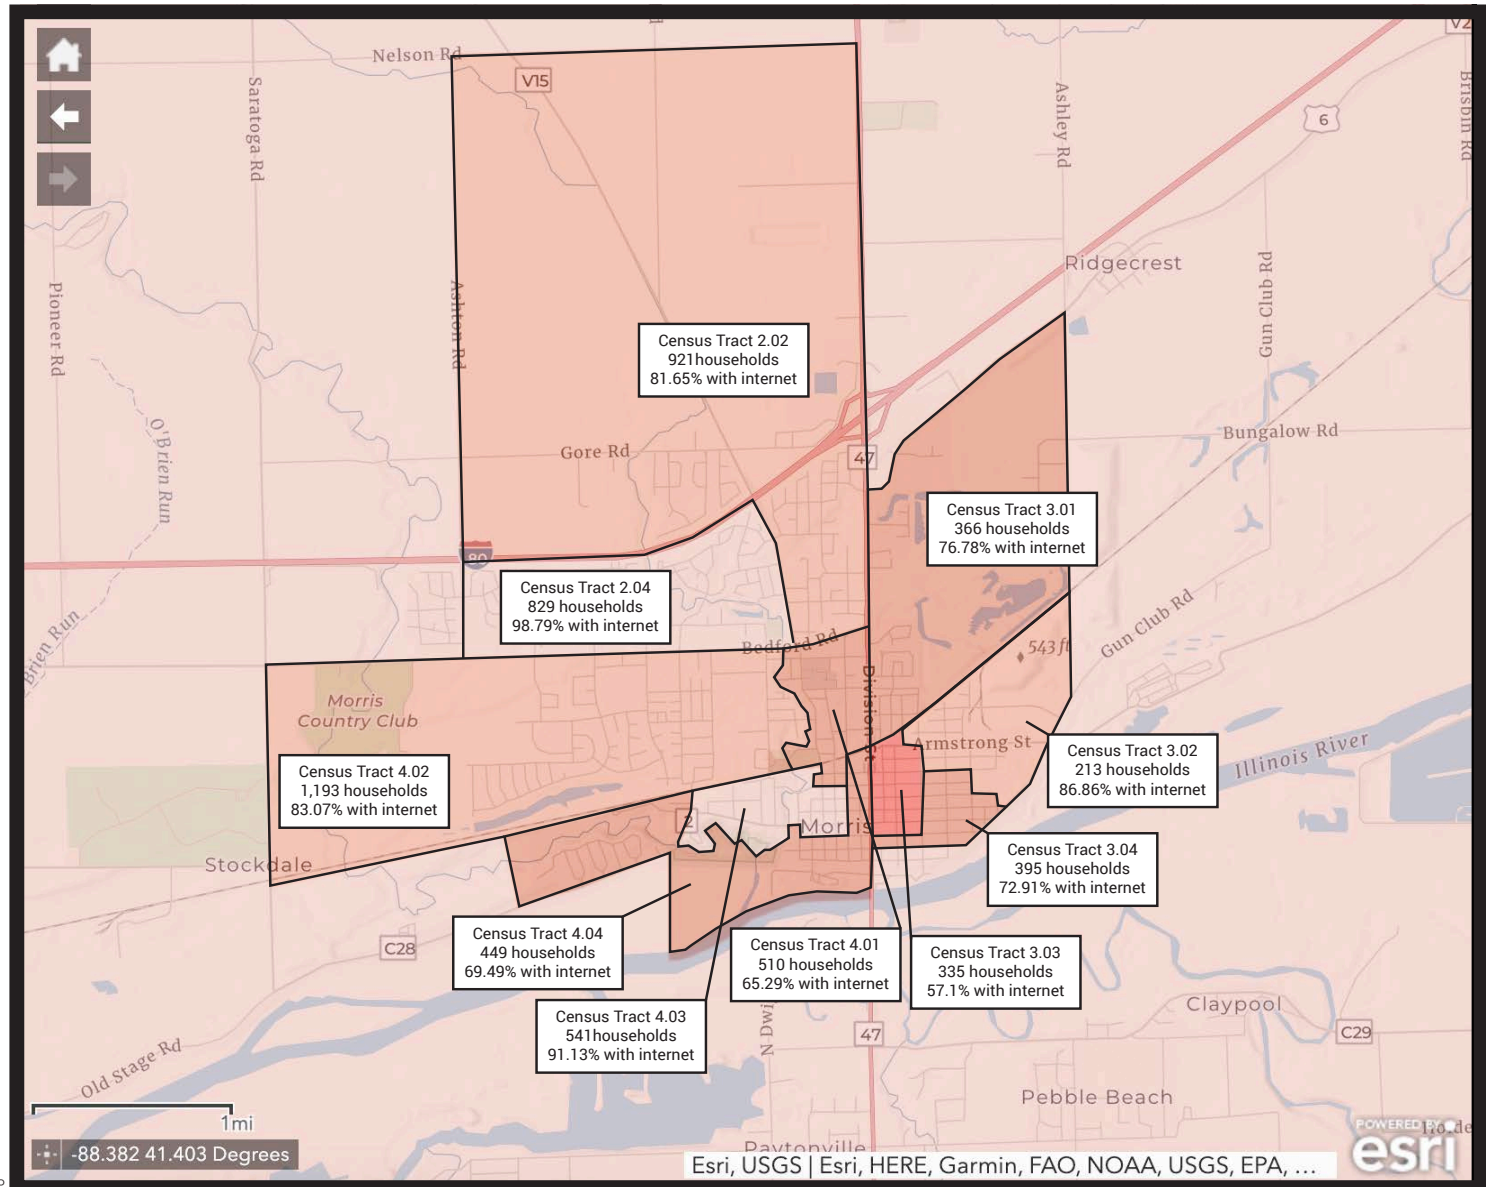 Nelson Rd
V15
Saratoga Rd
Ashley Rd
Brisbin Rd
6
Pioneer Rd
Ashton Rd
Ridgecrest
Gun Club Rd
Census Tract 2.02
921households
81.65% with internet
O'Brien Run
Gore Rd
47
Bungalow Rd
Census Tract 3.01
366 households
76.78% with internet
80
Census Tract 2.04
829 households
98.79% with internet
Brien Run
Bedford Rd
543 ft
Gun Club Rd
Morris
Country Club
Division St
Armstrong St
Illinois River
Census Tract 4.02
1,193 households
83.07% with internet
Census Tract 3.02
213 households
86.86% with internet
Morris
Stockdale
Census Tract 3.04
395 households
72.91% with internet
C28
Census Tract 4.04
449 households
69.49% with internet
Census Tract 4.01
510 households
65.29% with internet
Census Tract 3.03
335 households
57.1% with internet
Census Tract 4.03
541households
91.13% with internet
N Dwi
47
Claypool
C29
Old Stage Rd
Pebble Beach
1mi
-88.382 41.403 Degrees
Paytonville
POWERED BY
esri
Esri, USGS | Esri, HERE, Garmin, FAO, NOAA, USGS, EPA, ...